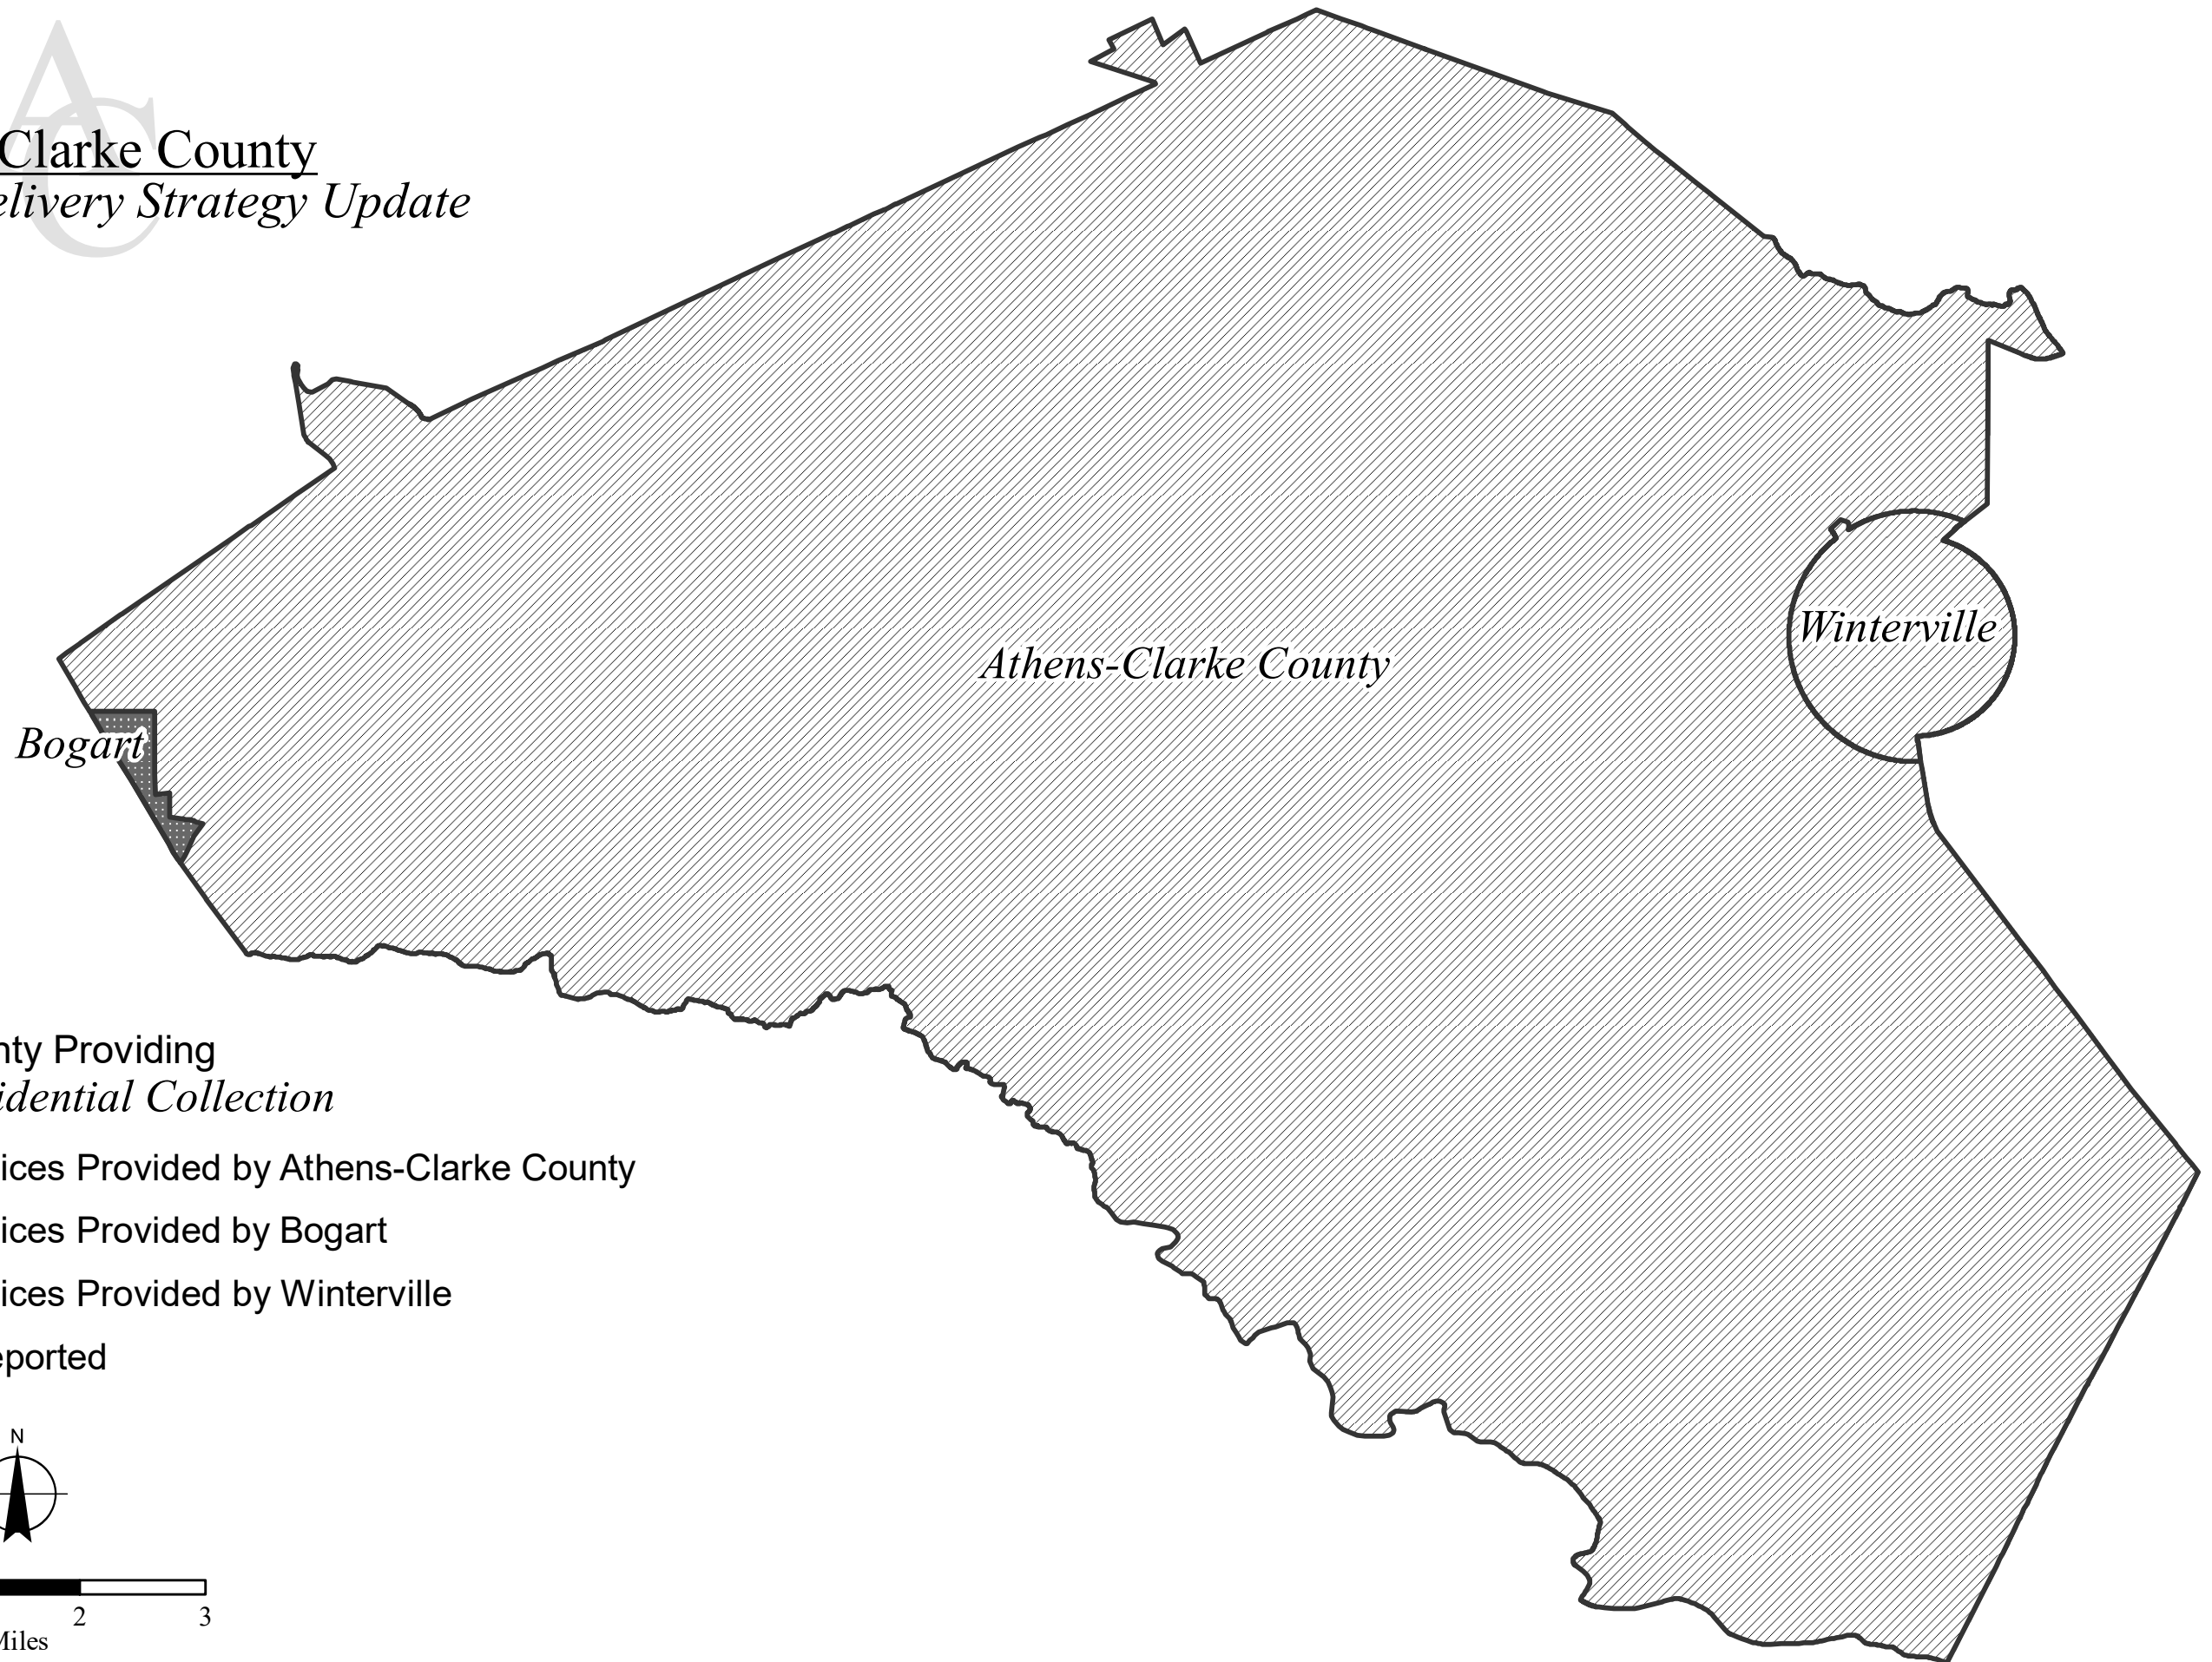 AC
Clarke County
elivery Strategy Update
Athens-Clarke County
Winterville
Bogart
nty Providing
idential Collection
ices Provided by Athens-Clarke County
ices Provided by Bogart
ices Provided by Winterville
eported
N
2 3
Miles